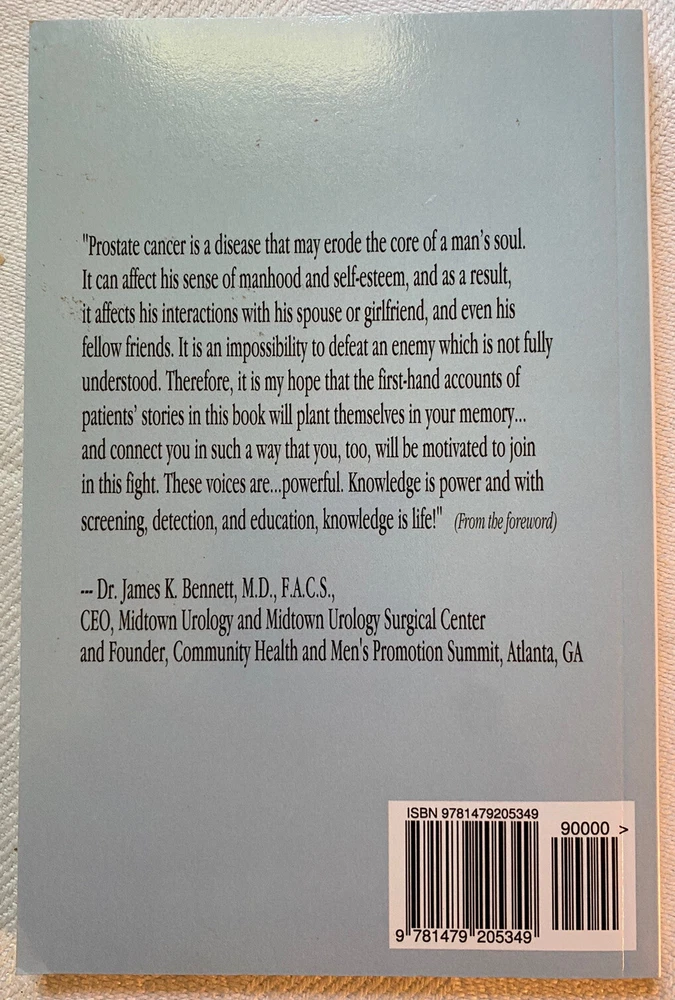 "Prostate cancer is a disease that may erode the core of a man's soul.
It can affect his sense of manhood and self-esteem, and as a result,
it affects his interactions with his spouse or girlfriend, and even his
fellow friends. It is an impossibility to defeat an enemy which is not fully
understood. Therefore, it is my hope that the first-hand accounts of
patients' stories in this book will plant themselves in your memory...
and connect you in such a way that you, too, will be motivated to join
in this fight. These voices are...powerful. Knowledge is power and with
screening, detection, and education, knowledge is life!" (From the foreword)
--- Dr. James K. Bennett, M.D., F.A.C.S.,
CEO, Midtown Urology and Midtown Urology Surgical Center
and Founder, Community Health and Men's Promotion Summit, Atlanta, GA
ISBN 9781479205349
90000 >
9 781479 205349